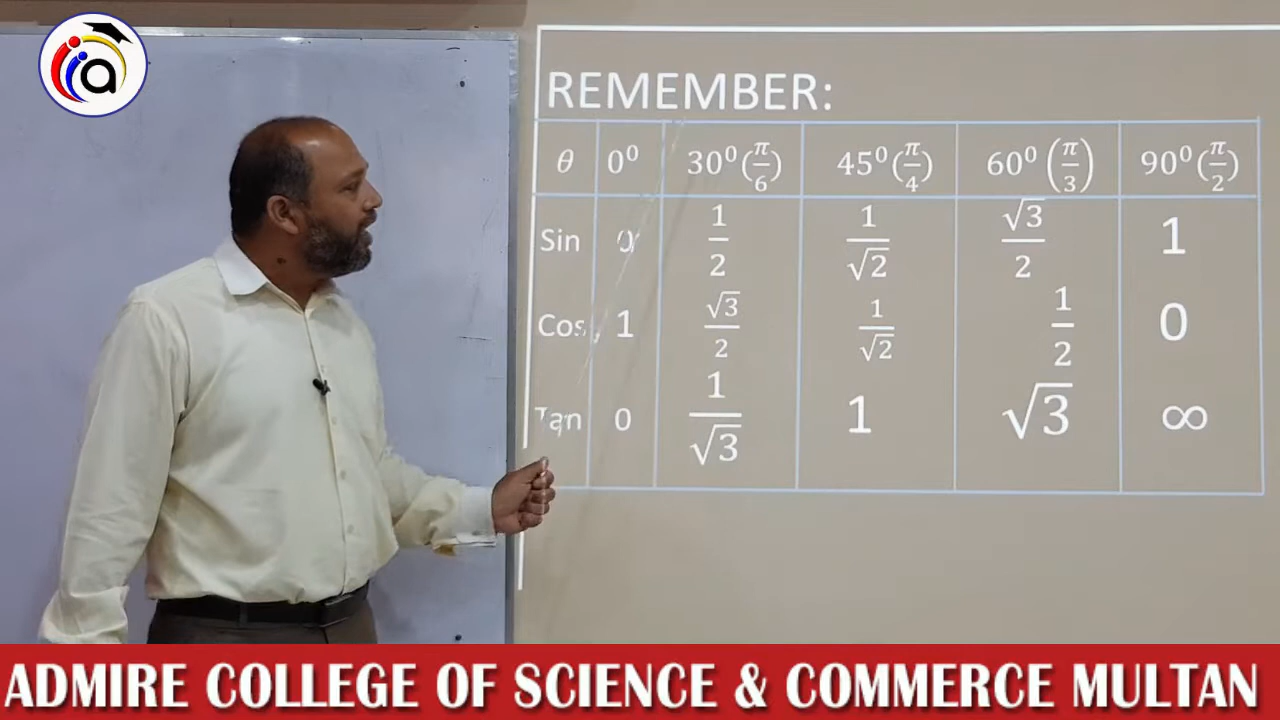 a
REMEMBER:
θ 0⁰ 30⁰(π/6) 45⁰(π/4) 60⁰(π/3) 90⁰(π/2)
Sin 0 1/2 1/√2 √3/2 1
Cos 1 √3/2 1/√2 1/2 0
Tan 0 1/√3 1 √3 ∞
ADMIRE COLLEGE OF SCIENCE & COMMERCE MULTAN